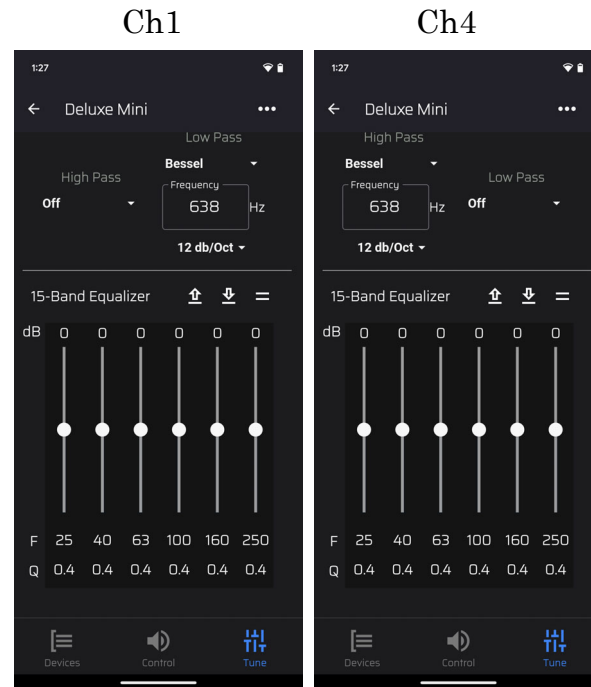 Ch1
1:27
Deluxe Mini
Low Pass
Bessel
High Pass
Frequency
Off
638 Hz
12 db/Oct
15-Band Equalizer
dB 0 0 0 0 0 0
F 25 40 63 100 160 250
Q 0.4 0.4 0.4 0.4 0.4 0.4
Devices Control Tune
Ch4
1:27
Deluxe Mini
High Pass
Bessel
Low Pass
Frequency
638 Hz
Off
12 db/Oct
15-Band Equalizer
dB 0 0 0 0 0 0
F 25 40 63 100 160 250
Q 0.4 0.4 0.4 0.4 0.4 0.4
Devices Control Tune